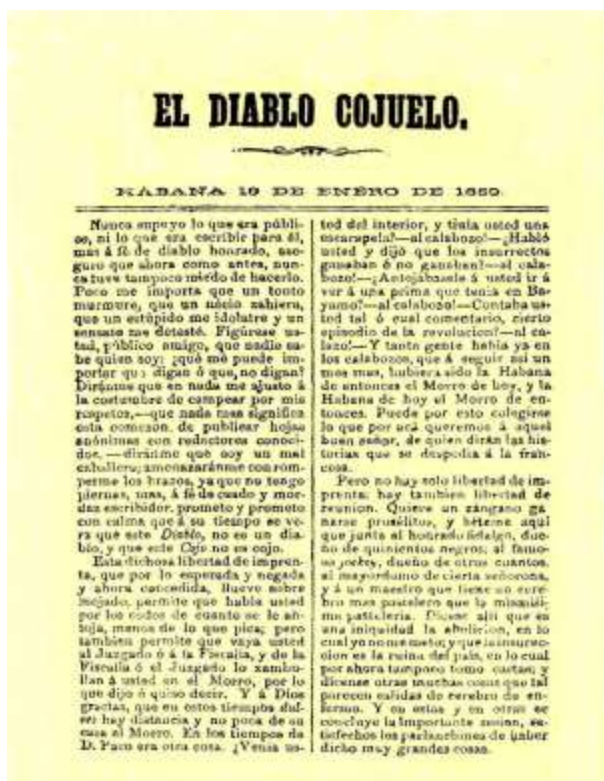 EL DIABLO COJUELO.
HABANA 19 DE ENERO DE 1869
Nunca supe yo lo que era públi-
co, ni lo que era escribir para él,
mas á fé de diablo honrado, ase-
guro que ahora como antes, nun-
ca tuve tampoco miedo de hacerlo.
Poco me importa que un tonto
murmure, que un nécio zahiera,
que un estúpido me idolatre y un
sensato me deteste. Figúrese us-
ted, público amigo, que nadie sa-
be quien soy: ¿qué me puede im-
portar que digan ó que no digan?
Diránme que en nada me ajusto á
la costumbre de campear por mis
respetos,—que nada mas significa
esta comezon de publicar hojas
anónimas con redactores conoci-
dos,—diránme que soy un mal
caballero; amenazaránme con rom-
perme los brazos, ya que no tengo
piernas, mas, á fé de osado y mor-
daz escribidor, prometo y prometo
con calma que á su tiempo se ve-
rá que este Diablo, no es un dia-
blo, y que este Cojo no es cojo.
Esta dichosa libertad de impren-
ta, que por lo esperada y negada
y ahora concedida, llueve sobre
mojado, permite que hable usted
por los codos de cuanto se le an-
toja, menos de lo que pica; pero
tambien permite que vaya usted
al Juzgado ó á la Fiscalía, y de la
Fiscalía ó el Juzgado lo zambu-
llan á usted en el Morro, por lo
que dijo ó quiso decir. Y á Dios
gracias, que en estos tiempos dul-
ces hay distancia y no poca de su
casa al Morro. En los tiempos de
D. Paco era otra cosa. ¿Venía us-
ted del interior, y traia usted una
escarapela?—al calabozo!—¿Habló
usted y dijo que los insurrectos
ganaban ó no ganaban?—al cala-
bozo!—¿Antojábasele á usted ir á
ver á una prima que tenia en Ba-
yamo?—al calabozo!—¿Contaba us-
ted tal ó cual comentario, cierto
episodio de la revolucion?—al ca-
labozo!—Y tanta gente habia ya en
los calabozos, que á seguir asi un
mes mas, hubiera sido la Habana
de entonces el Morro de hoy, y la
Habana de hoy el Morro de en-
tonces. Puede por esto colegirse
lo que por acá queremos á aquel
buen señor, de quien dirán las his-
torias que se despedia á la fran-
cesa.
Pero no hay solo libertad de im-
prenta: hay tambien libertad de
reunion. Quiere un zángano ga-
narse prosélitos, y héteme aqui
que junta al honrado fidalgo, due-
ño de quinientos negros, al famo-
so jockey, dueño de otros cuantos,
al mayordomo de cierta señorona,
y á un maestro que tiene un cere-
bro mas pastelero que la mismísi-
ma pasteleria. Dicese alli que es
una iniquidad la abolicion, en lo
cual yo no me meto; y que la insurrec-
cion es la ruina del pais, en lo cual
por ahora tampoco tomo cartas; y
dicense otras muchas cosas que tal
parecen salidas de cerebro de en-
fermo. Y en estas y en otras se
concluye la importante sesion, sa-
tisfechos los parlanchines de haber
dicho muy grandes cosas.